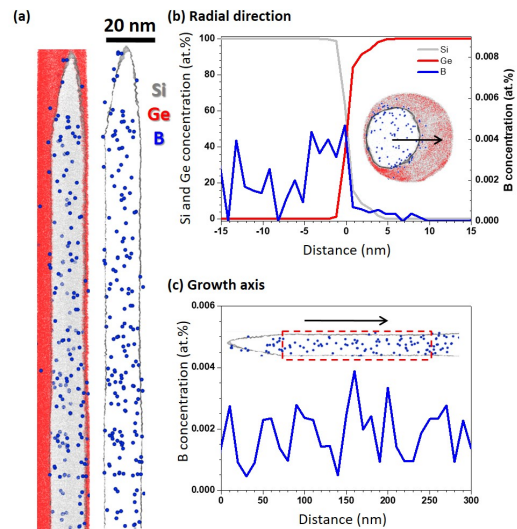 (a)
20 nm
Si
Ge
B
(b) Radial direction
Si and Ge concentration (at.%)
100
80
60
40
20
0
-15
-10
-5
0
5
10
15
Distance (nm)
Si
Ge
B
0.008
0.006
0.004
0.002
0.000
B concentration (at.%)
(c) Growth axis
B concentration (at.%)
0.006
0.004
0.002
0.000
0
50
100
150
200
250
300
Distance (nm)